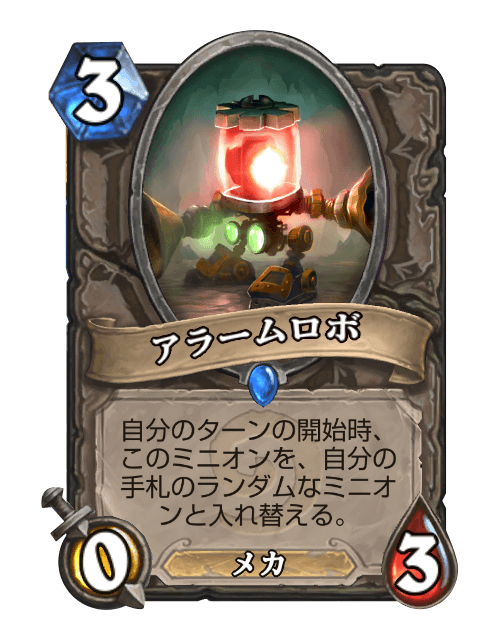 3
アラームロボ
自分のターンの開始時、
このミニオンを、自分の
手札のランダムなミニオ
ンと入れ替える。
0
メカ
3